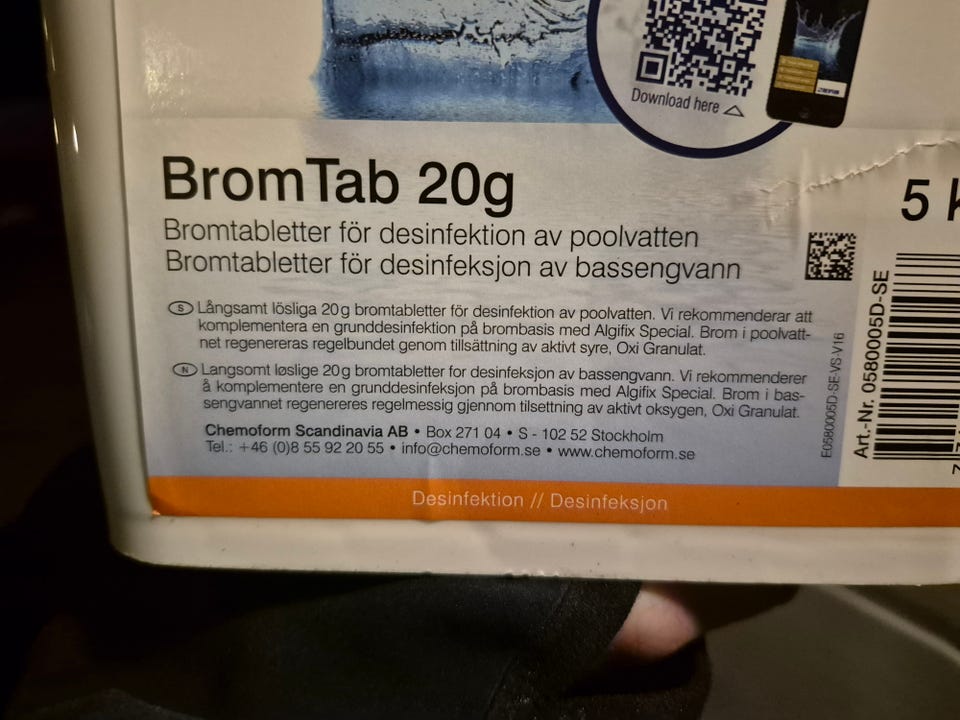 Download here
BromTab 20g
Bromtabletter för desinfektion av poolvatten
Bromtabletter för desinfeksjon av bassengvann
5
S Långsamt lösliga 20g bromtabletter för desinfektion av poolvatten. Vi rekommenderar att
komplementera en grunddesinfektion på brombasis med Algifix Special. Brom i poolvatt-
net regenereras regelbundet genom tillsättning av aktivt syre, Oxi Granulat.
N Langsomt løslige 20g bromtabletter for desinfeksjon av bassengvann. Vi rekommenderer
å komplementere en grunddesinfeksjon på brombasis med Algifix Special. Brom i bas-
sengvannet regenereres regelmessig gjennom tilsetning av aktivt oksygen, Oxi Granulat.
Chemoform Scandinavia AB • Box 271 04 • S - 102 52 Stockholm
Tel.: +46 (0)8 55 92 20 55 • info@chemoform.se • www.chemoform.se
E0580005D-SE-VS-V16
Art.-Nr. 0580005D-SE
Desinfektion // Desinfeksjon